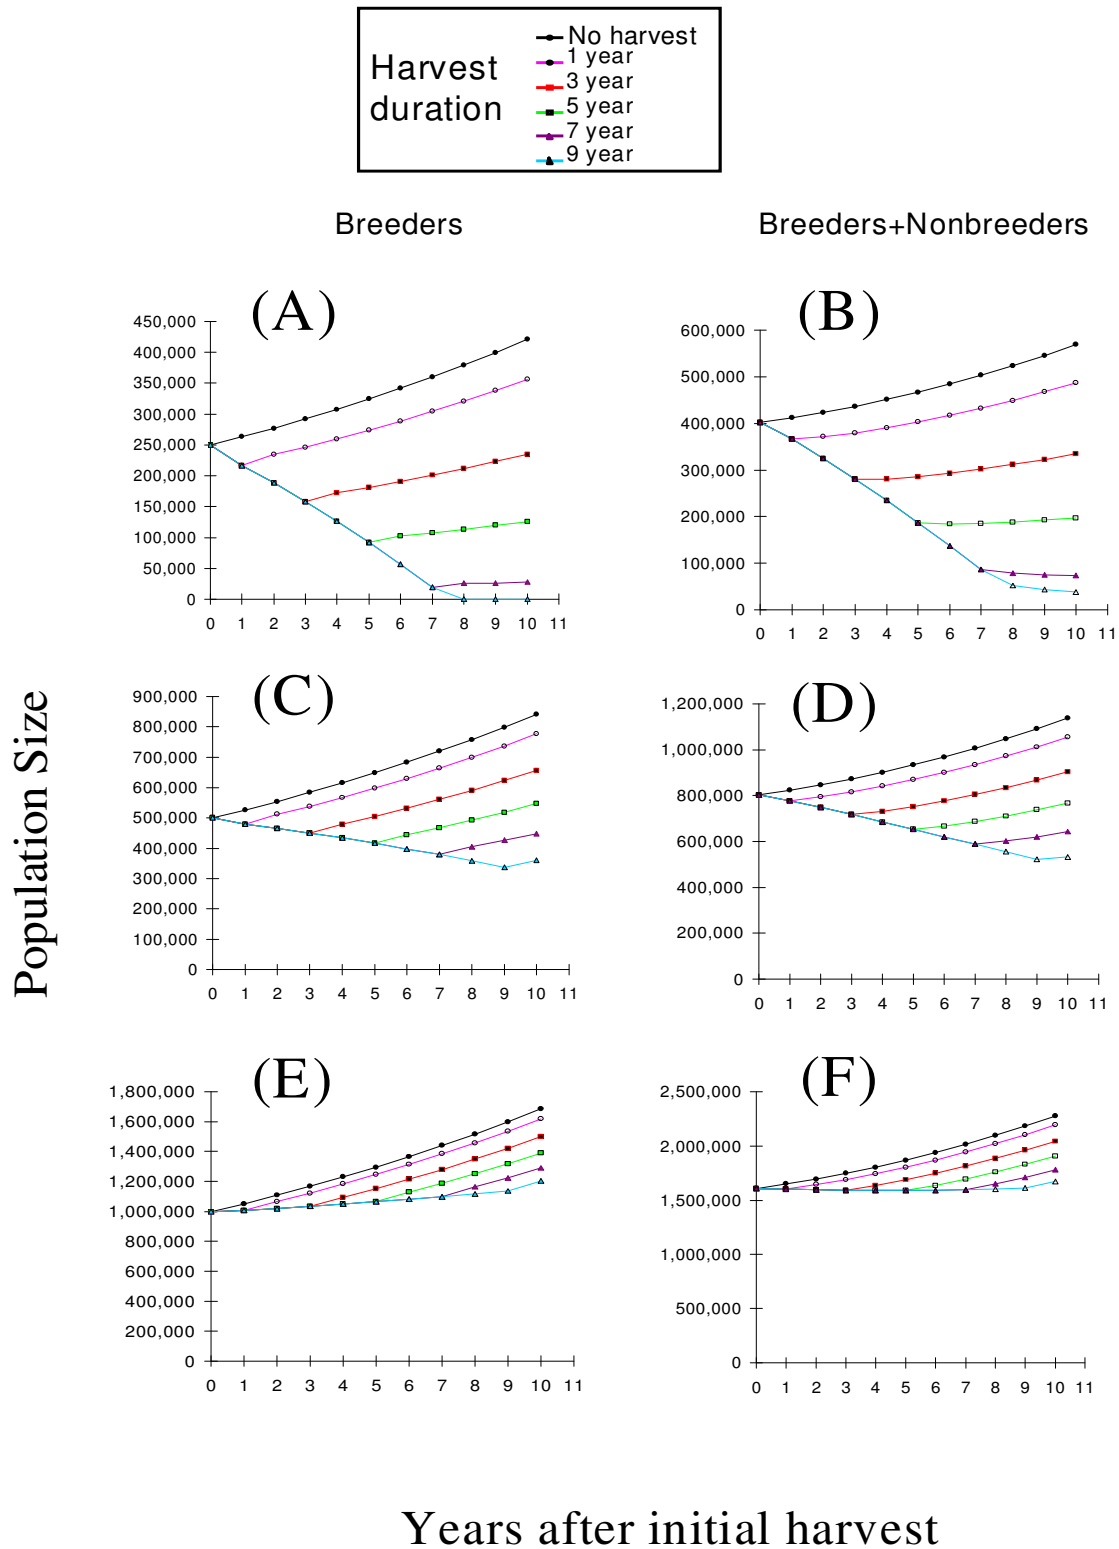 Harvest duration
No harvest
1 year
3 year
5 year
7 year
9 year
Breeders
Breeders+Nonbreeders
Population Size
(A)
450,000
400,000
350,000
300,000
250,000
200,000
150,000
100,000
50,000
0
0 1 2 3 4 5 6 7 8 9 10 11
(B)
600,000
500,000
400,000
300,000
200,000
100,000
0
0 1 2 3 4 5 6 7 8 9 10 11
(C)
900,000
800,000
700,000
600,000
500,000
400,000
300,000
200,000
100,000
0
0 1 2 3 4 5 6 7 8 9 10 11
(D)
1,200,000
1,000,000
800,000
600,000
400,000
200,000
0
0 1 2 3 4 5 6 7 8 9 10 11
(E)
1,800,000
1,600,000
1,400,000
1,200,000
1,000,000
800,000
600,000
400,000
200,000
0
0 1 2 3 4 5 6 7 8 9 10 11
(F)
2,500,000
2,000,000
1,500,000
1,000,000
500,000
0
0 1 2 3 4 5 6 7 8 9 10 11
Years after initial harvest